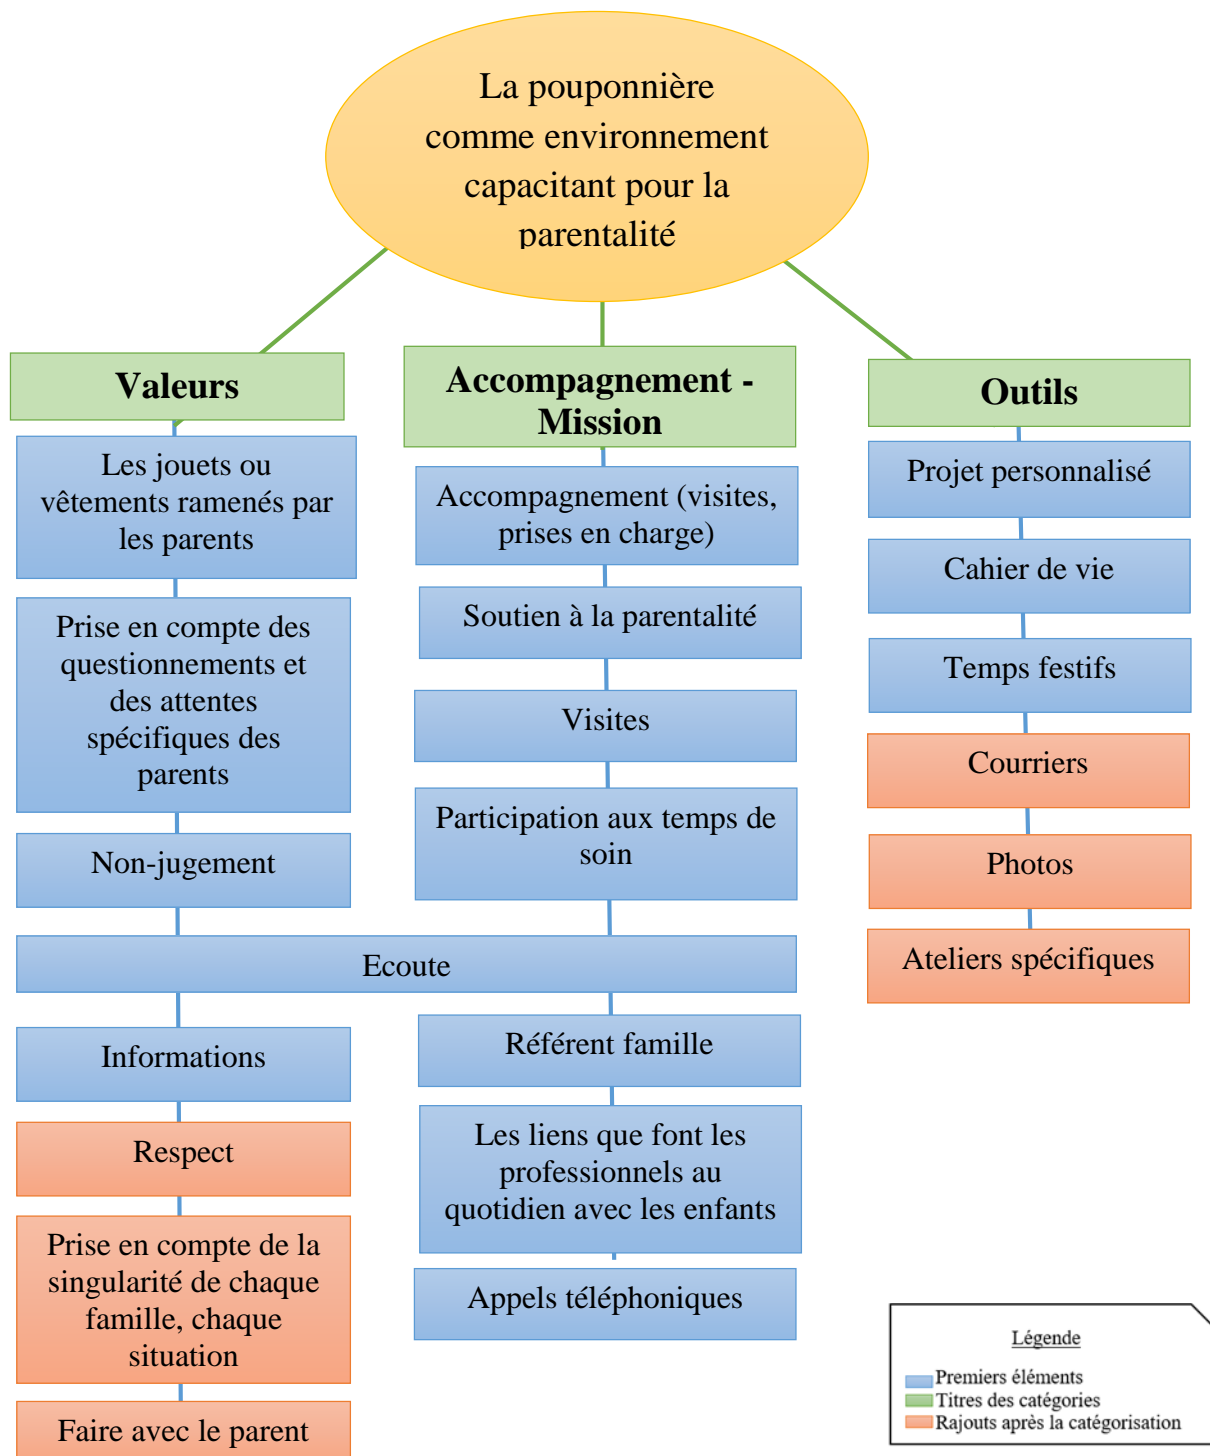 La pouponnière
comme environnement
capacitant pour la
parentalité
Valeurs
Les jouets ou
vêtements ramenés par
les parents
Prise en compte des
questionnements et
des attentes
spécifiques des
parents
Non-jugement
Ecoute
Informations
Respect
Prise en compte de la
singularité de chaque
famille, chaque
situation
Faire avec le parent
Accompagnement -
Mission
Accompagnement (visites,
prises en charge)
Soutien à la parentalité
Visites
Participation aux temps de
soin
Référent famille
Les liens que font les
professionnels au
quotidien avec les enfants
Appels téléphoniques
Outils
Projet personnalisé
Cahier de vie
Temps festifs
Courriers
Photos
Ateliers spécifiques
Légende
Premiers éléments
Titres des catégories
Rajouts après la catégorisation